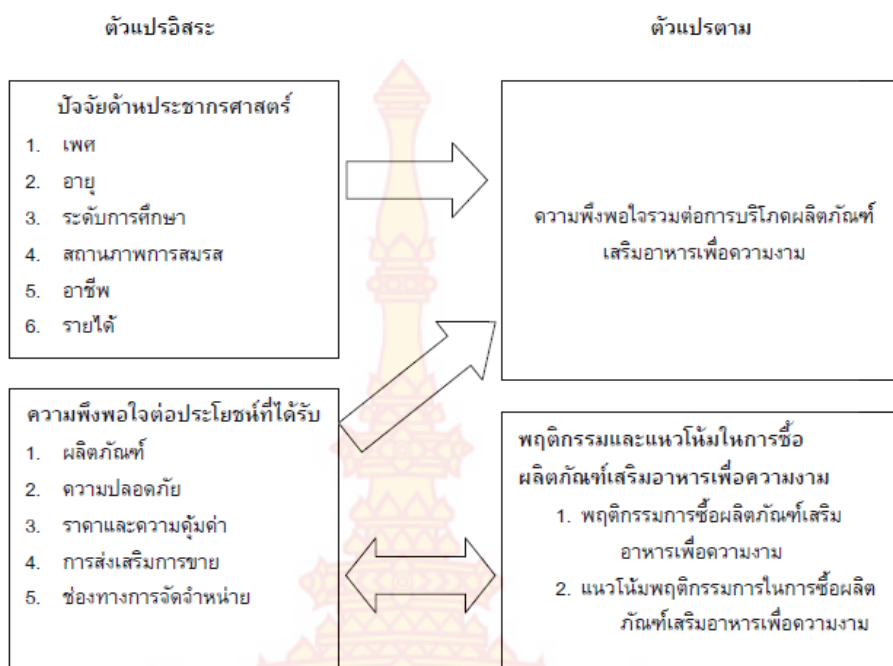 ตัวแปรอิสระ
ตัวแปรตาม
ปัจจัยด้านประชากรศาสตร์
1. เพศ
2. อายุ
3. ระดับการศึกษา
4. สถานภาพการสมรส
5. อาชีพ
6. รายได้
ความพึงพอใจรวมต่อการบริโภคผลิตภัณฑ์
เสริมอาหารเพื่อความงาม
ความพึงพอใจต่อประโยชน์ที่ได้รับ
1. ผลิตภัณฑ์
2. ความปลอดภัย
3. ราคาและความคุ้มค่า
4. การส่งเสริมการขาย
5. ช่องทางการจัดจำหน่าย
พฤติกรรมและแนวโน้มในการซื้อ
ผลิตภัณฑ์เสริมอาหารเพื่อความงาม
1. พฤติกรรมการซื้อผลิตภัณฑ์เสริม
อาหารเพื่อความงาม
2. แนวโน้มพฤติกรรมการในการซื้อผลิต
ภัณฑ์เสริมอาหารเพื่อความงาม